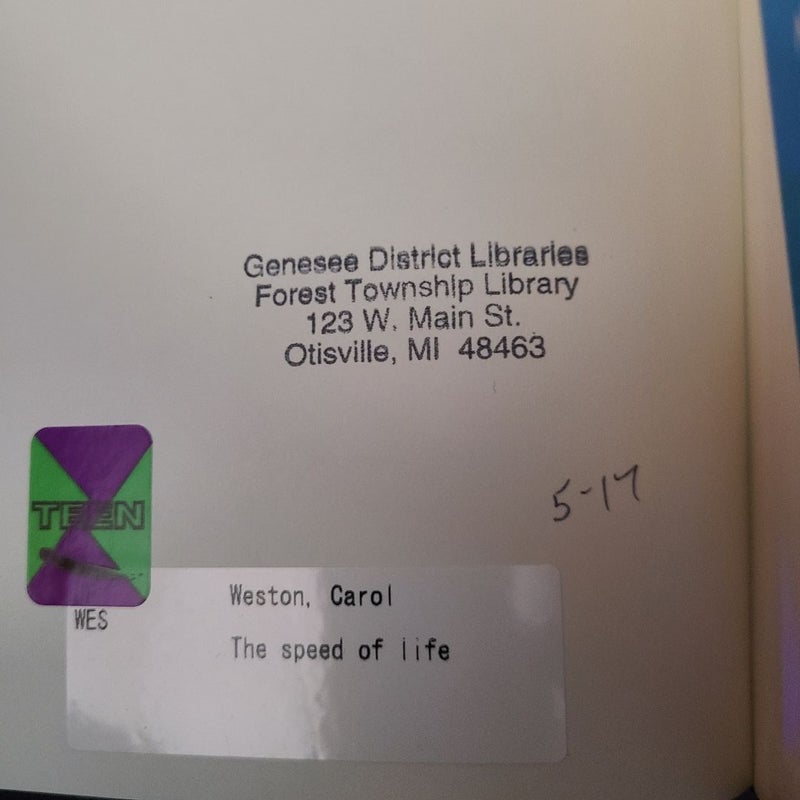 Genesee District Libraries
Forest Township Library
123 W. Main St.
Otisville, MI 48463
5-17
TEEN
WES
Weston, Carol
The speed of life